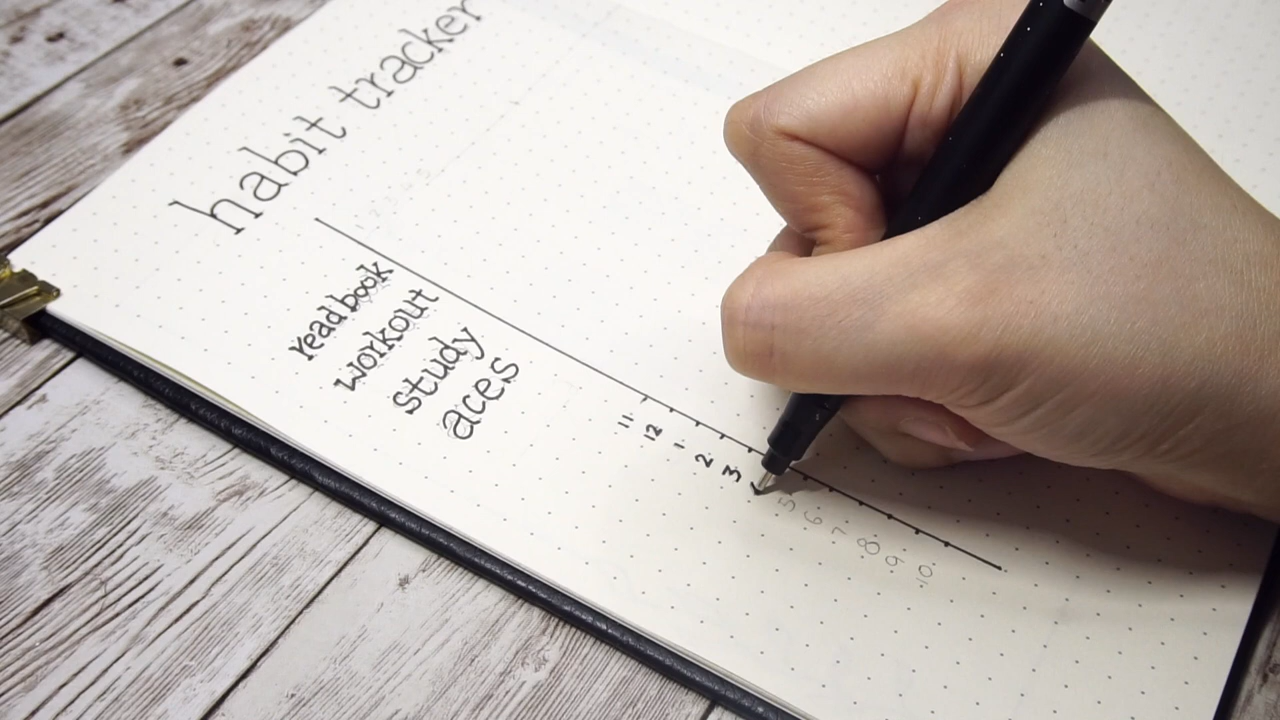 habit tracker
read book
workout
study
aces
11 12 1 2 3 5 6 7 8 9 10